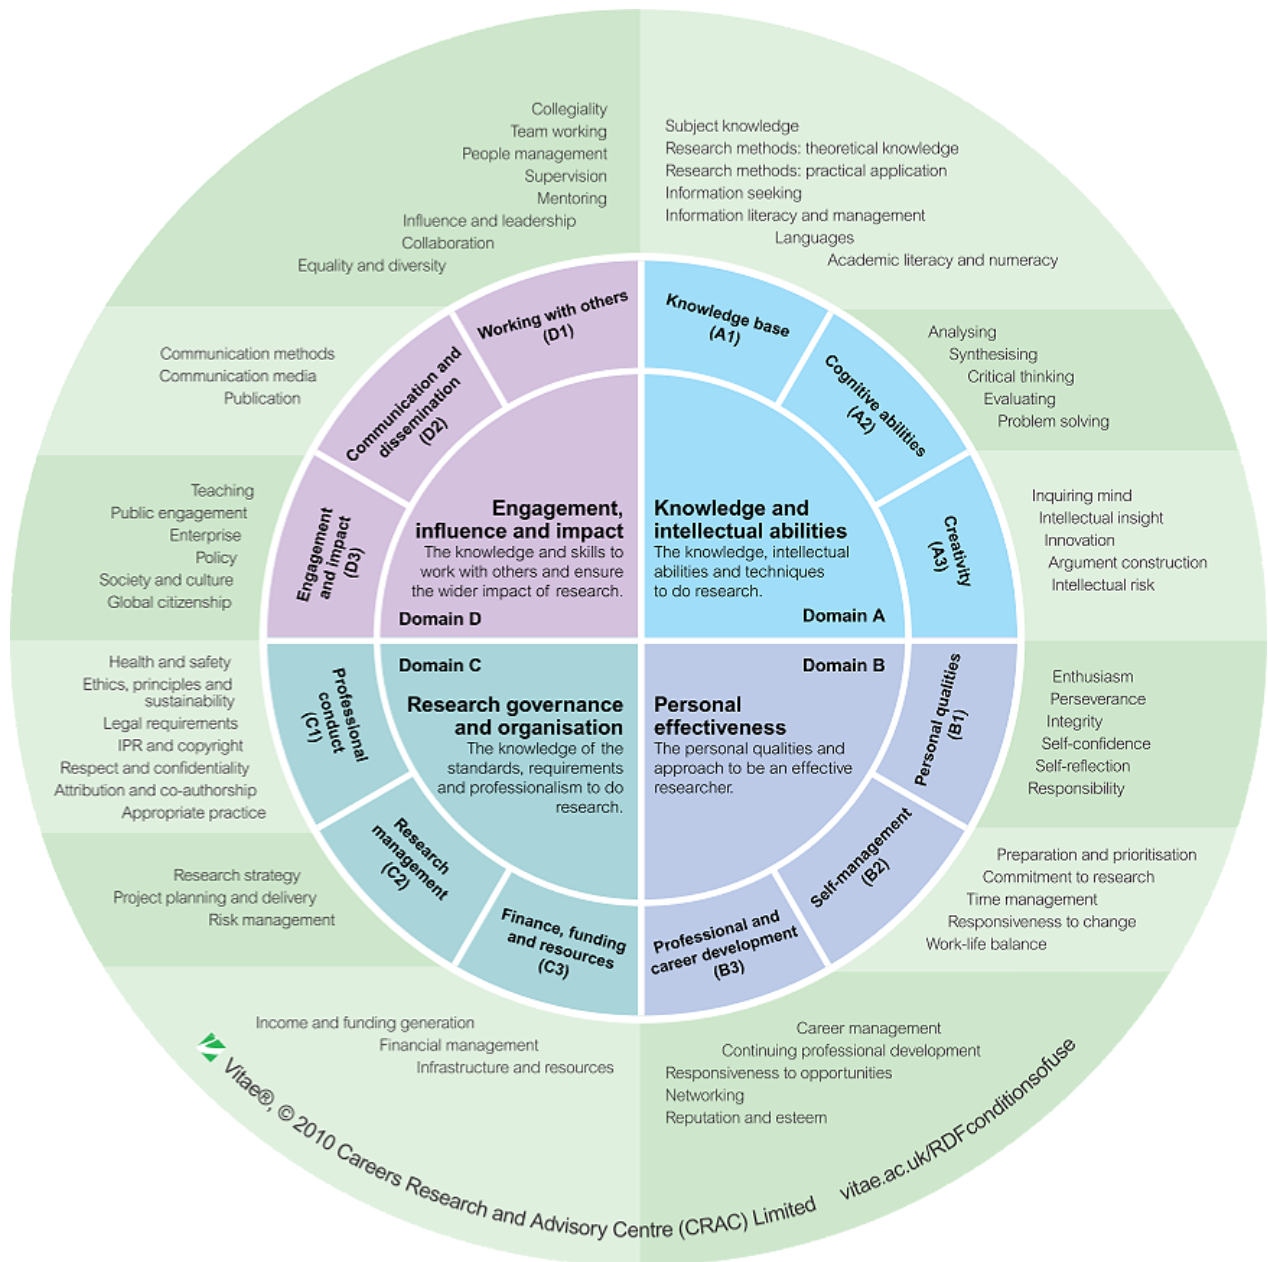 Collegiality
Team working
People management
Supervision
Mentoring
Influence and leadership
Collaboration
Equality and diversity
Subject knowledge
Research methods: theoretical knowledge
Research methods: practical application
Information seeking
Information literacy and management
Languages
Academic literacy and numeracy
Communication methods
Communication media
Publication
Working with others
(D1)
Knowledge base
(A1)
Analysing
Synthesising
Critical thinking
Evaluating
Problem solving
Communication and
dissemination
(D2)
Cognitive abilities
(A2)
Teaching
Public engagement
Enterprise
Policy
Society and culture
Global citizenship
Engagement
and impact
(D3)
Engagement,
influence and impact
The knowledge and skills to
work with others and ensure
the wider impact of research.
Domain D
Knowledge and
intellectual abilities
The knowledge, intellectual
abilities and techniques
to do research.
Domain A
Creativity
(A3)
Inquiring mind
Intellectual insight
Innovation
Argument construction
Intellectual risk
Health and safety
Ethics, principles and
sustainability
Legal requirements
IPR and copyright
Respect and confidentiality
Attribution and co-authorship
Appropriate practice
Professional
conduct
(C1)
Domain C
Research governance
and organisation
The knowledge of the
standards, requirements
and professionalism to do
research.
Domain B
Personal
effectiveness
The personal qualities and
approach to be an effective
researcher.
Personal qualities
(B1)
Enthusiasm
Perseverance
Integrity
Self-confidence
Self-reflection
Responsibility
Research strategy
Project planning and delivery
Risk management
Research
management
(C2)
Self-management
(B2)
Preparation and prioritisation
Commitment to research
Time management
Responsiveness to change
Work-life balance
Finance, funding
and resources
(C3)
Professional and
career development
(B3)
Income and funding generation
Financial management
Infrastructure and resources
Career management
Continuing professional development
Responsiveness to opportunities
Networking
Reputation and esteem
Vitae®, © 2010 Careers Research and Advisory Centre (CRAC) Limited
vitae.ac.uk/RDFconditionsofuse